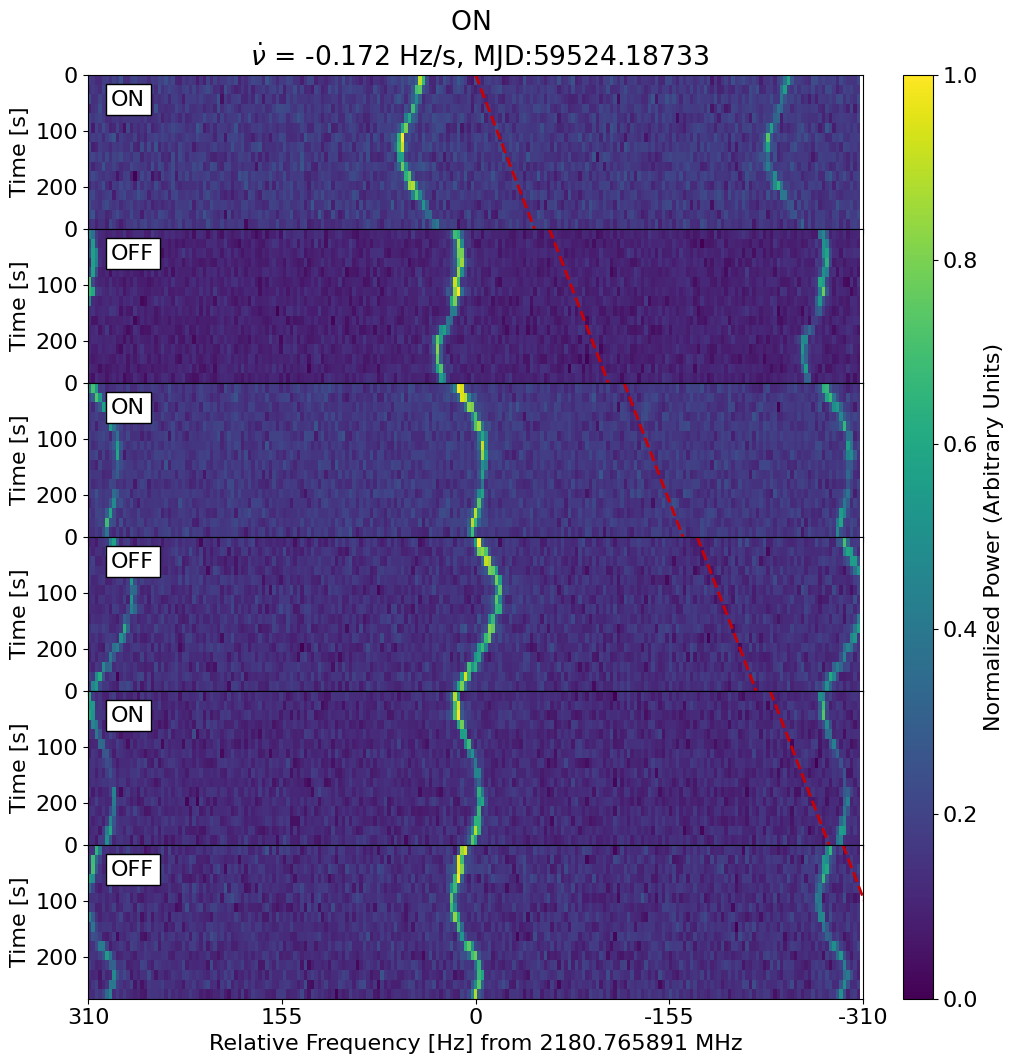 ON
ν̇ = -0.172 Hz/s, MJD:59524.18733
0
ON
Time [s]
100
200
0
OFF
Time [s]
100
200
0
ON
Time [s]
100
200
0
OFF
Time [s]
100
200
0
ON
Time [s]
100
200
0
OFF
Time [s]
100
200
310 155 0 -155 -310
Relative Frequency [Hz] from 2180.765891 MHz
1.0
0.8
0.6
0.4
0.2
0.0
Normalized Power (Arbitrary Units)